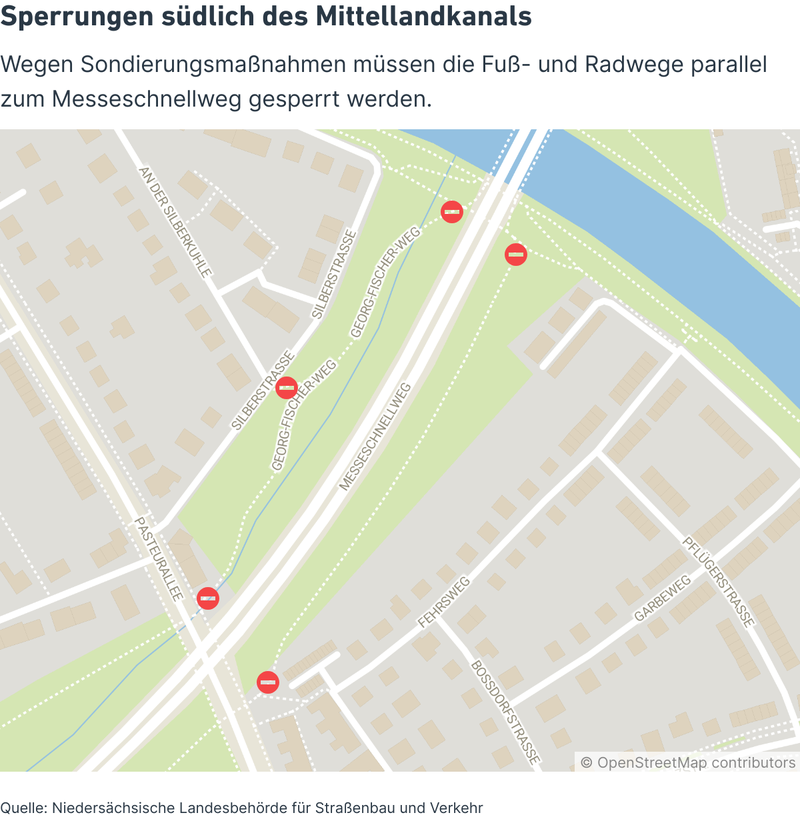 Sperrungen südlich des Mittellandkanals
Wegen Sondierungsmaßnahmen müssen die Fuß- und Radwege parallel
zum Messeschnellweg gesperrt werden.
AN DER SILBERKUHLE
SILBERSTRASSE
GEORG-FISCHER-WEG
SILBERSTRASSE
GEORG-FISCHER-WEG
MESSESCHNELLWEG
PASTEURALLEE
FEHRSWEG
PFLÜGERSTRASSE
GARBEWEG
BOSSDORFSTRASSE
© OpenStreetMap contributors
Quelle: Niedersächsische Landesbehörde für Straßenbau und Verkehr